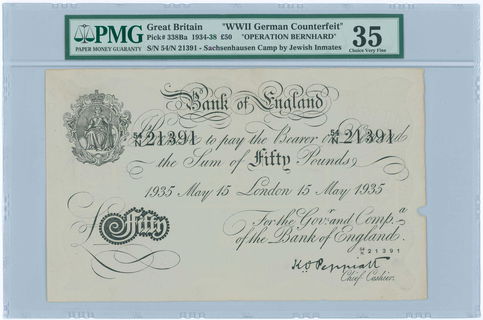 PMG
PAPER MONEY GUARANTY
Great Britain "WWII German Counterfeit"
Pick# 338Ba 1934-38 £50 "OPERATION BERNHARD"
S/N 54/N 21391 - Sachsenhausen Camp by Jewish Inmates
35
Choice Very Fine
Bank of England
54/N 21391 54/N 21391
to pay the Bearer on Demand
the Sum of Fifty Pounds
1935 May 15 London 15 May 1935
For the Govr. and Compa.
of the Bank of England.
54/N 21391
£Fifty
K.O. Peppiatt
Chief Cashier.